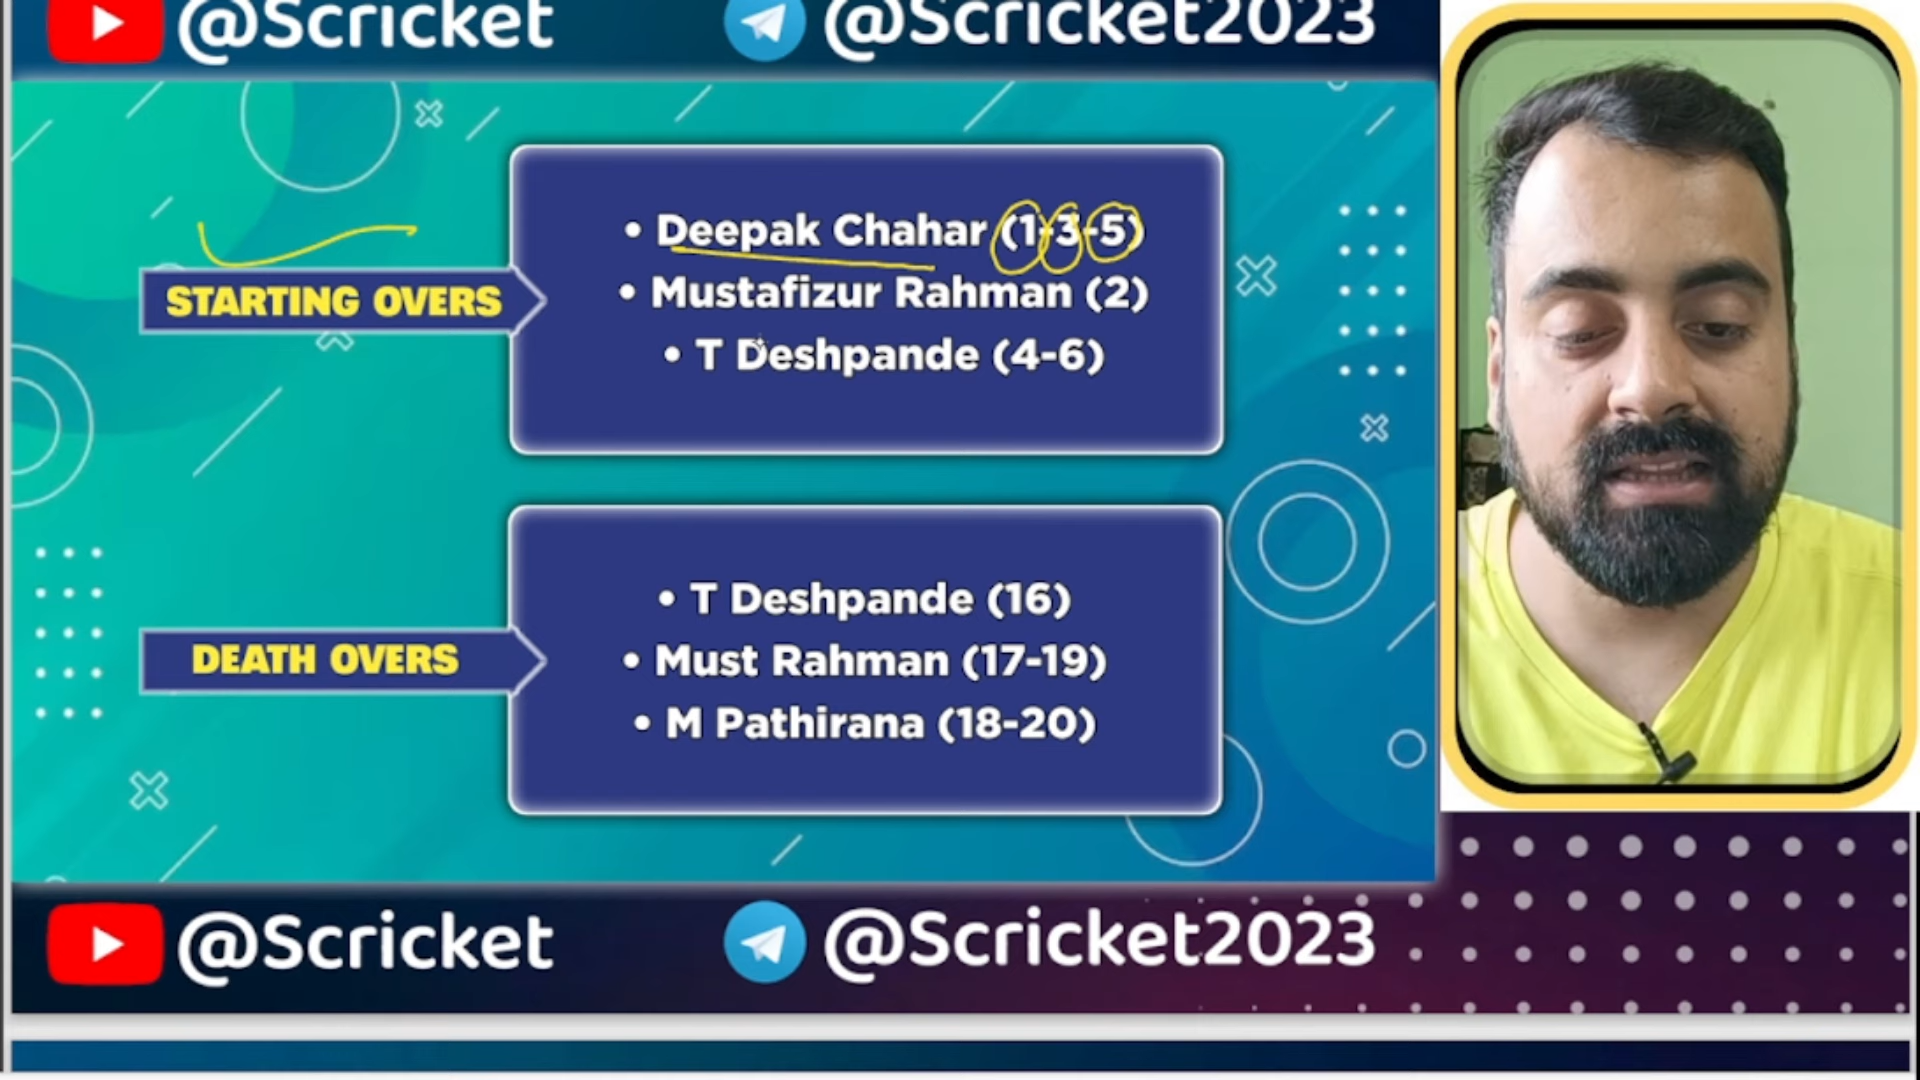 @Scricket
@Scricket2023
STARTING OVERS
• Deepak Chahar (1-3-5)
• Mustafizur Rahman (2)
• T Deshpande (4-6)
DEATH OVERS
• T Deshpande (16)
• Must Rahman (17-19)
• M Pathirana (18-20)
@Scricket
@Scricket2023